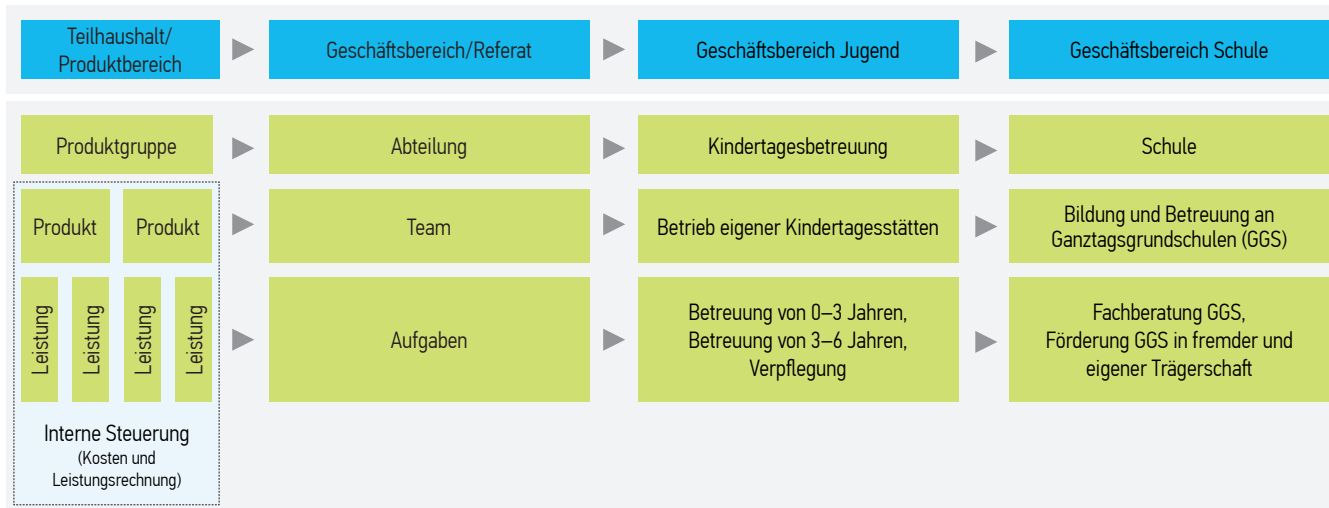 Teilhaushalt/
Produktbereich
Geschäftsbereich/Referat
Geschäftsbereich Jugend
Geschäftsbereich Schule
Produktgruppe
Abteilung
Kindertagesbetreuung
Schule
Produkt
Produkt
Team
Betrieb eigener Kindertagesstätten
Bildung und Betreuung an
Ganztagsgrundschulen (GGS)
Leistung
Leistung
Leistung
Leistung
Aufgaben
Betreuung von 0–3 Jahren,
Betreuung von 3–6 Jahren,
Verpflegung
Fachberatung GGS,
Förderung GGS in fremder und
eigener Trägerschaft
Interne Steuerung
(Kosten und
Leistungsrechnung)